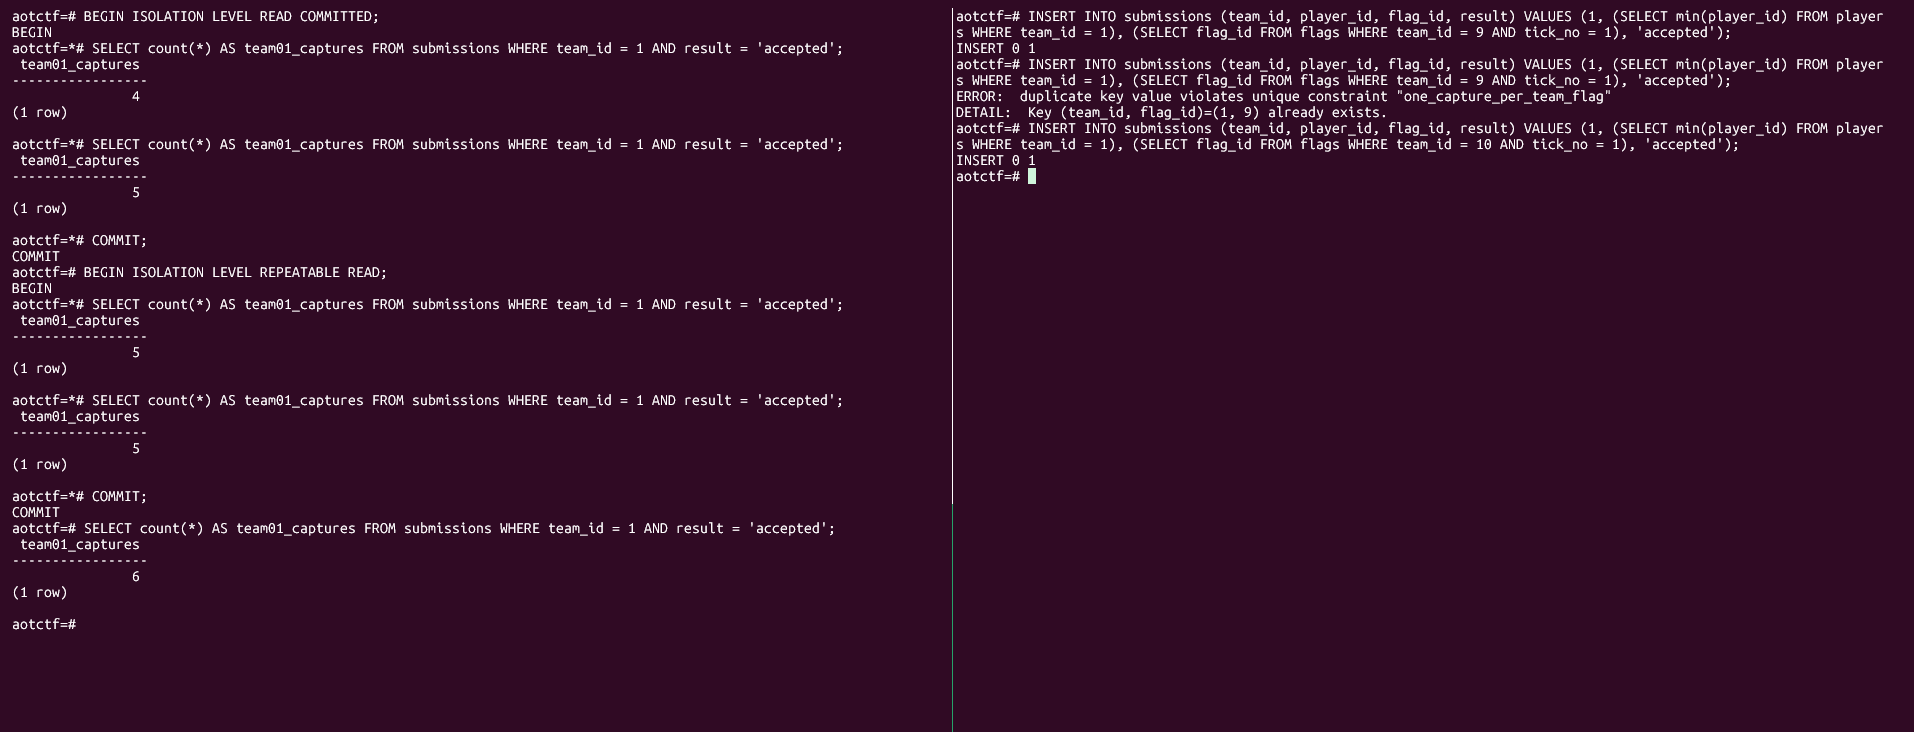 aotctf=# BEGIN ISOLATION LEVEL READ COMMITTED;
BEGIN
aotctf=*# SELECT count(*) AS team01_captures FROM submissions WHERE team_id = 1 AND result = 'accepted';
 team01_captures
-----------------
               4
(1 row)

aotctf=*# SELECT count(*) AS team01_captures FROM submissions WHERE team_id = 1 AND result = 'accepted';
 team01_captures
-----------------
               5
(1 row)

aotctf=*# COMMIT;
COMMIT
aotctf=# BEGIN ISOLATION LEVEL REPEATABLE READ;
BEGIN
aotctf=*# SELECT count(*) AS team01_captures FROM submissions WHERE team_id = 1 AND result = 'accepted';
 team01_captures
-----------------
               5
(1 row)

aotctf=*# SELECT count(*) AS team01_captures FROM submissions WHERE team_id = 1 AND result = 'accepted';
 team01_captures
-----------------
               5
(1 row)

aotctf=*# COMMIT;
COMMIT
aotctf=# SELECT count(*) AS team01_captures FROM submissions WHERE team_id = 1 AND result = 'accepted';
 team01_captures
-----------------
               6
(1 row)

aotctf=#
aotctf=# INSERT INTO submissions (team_id, player_id, flag_id, result) VALUES (1, (SELECT min(player_id) FROM player
s WHERE team_id = 1), (SELECT flag_id FROM flags WHERE team_id = 9 AND tick_no = 1), 'accepted');
INSERT 0 1
aotctf=# INSERT INTO submissions (team_id, player_id, flag_id, result) VALUES (1, (SELECT min(player_id) FROM player
s WHERE team_id = 1), (SELECT flag_id FROM flags WHERE team_id = 9 AND tick_no = 1), 'accepted');
ERROR:  duplicate key value violates unique constraint "one_capture_per_team_flag"
DETAIL:  Key (team_id, flag_id)=(1, 9) already exists.
aotctf=# INSERT INTO submissions (team_id, player_id, flag_id, result) VALUES (1, (SELECT min(player_id) FROM player
s WHERE team_id = 1), (SELECT flag_id FROM flags WHERE team_id = 10 AND tick_no = 1), 'accepted');
INSERT 0 1
aotctf=#